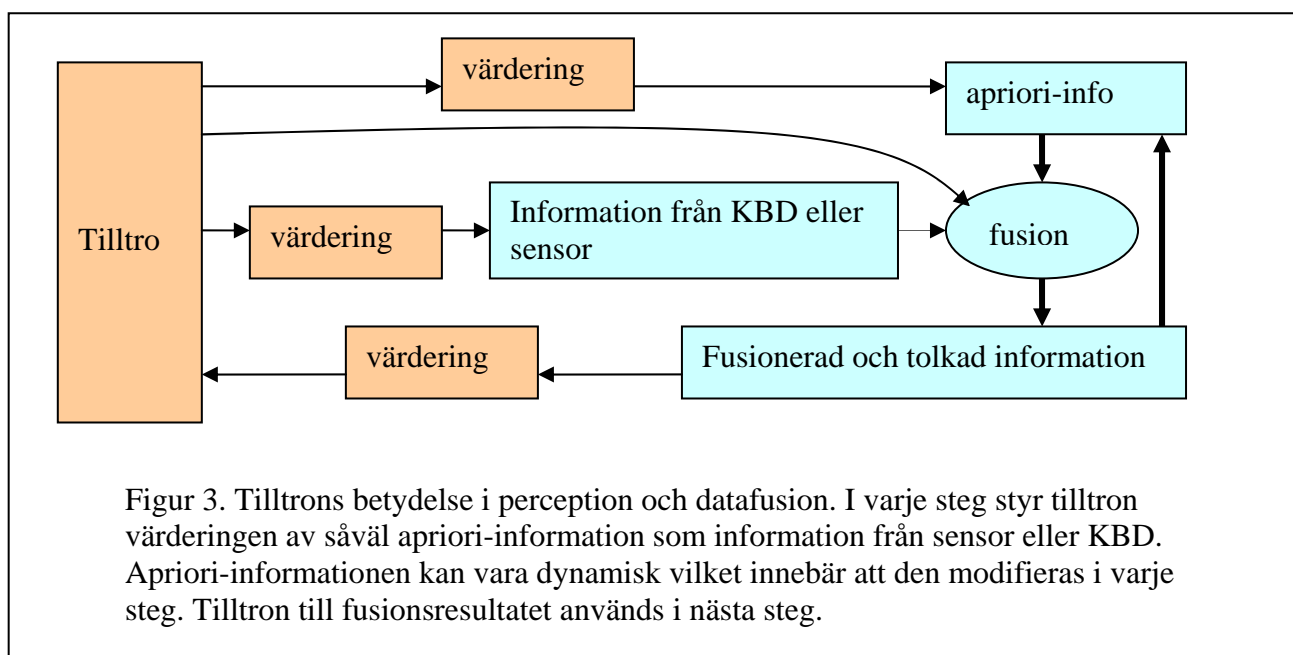 värdering
apriori-info
Tilltro
värdering
Information från KBD eller
sensor
fusion
värdering
Fusionerad och tolkad information
Figur 3. Tilltrons betydelse i perception och datafusion. I varje steg styr tilltron
värderingen av såväl apriori-information som information från sensor eller KBD.
Apriori-informationen kan vara dynamisk vilket innebär att den modifieras i varje
steg. Tilltron till fusionsresultatet används i nästa steg.